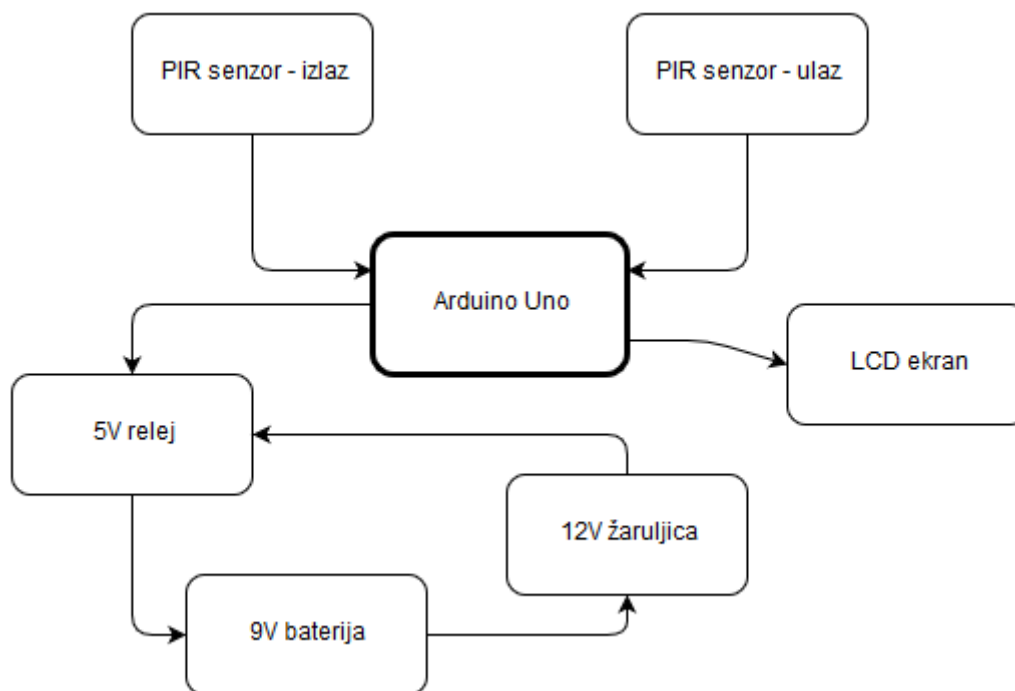 PIR senzor - izlaz
PIR senzor - ulaz
Arduino Uno
LCD ekran
5V relej
12V žaruljica
9V baterija